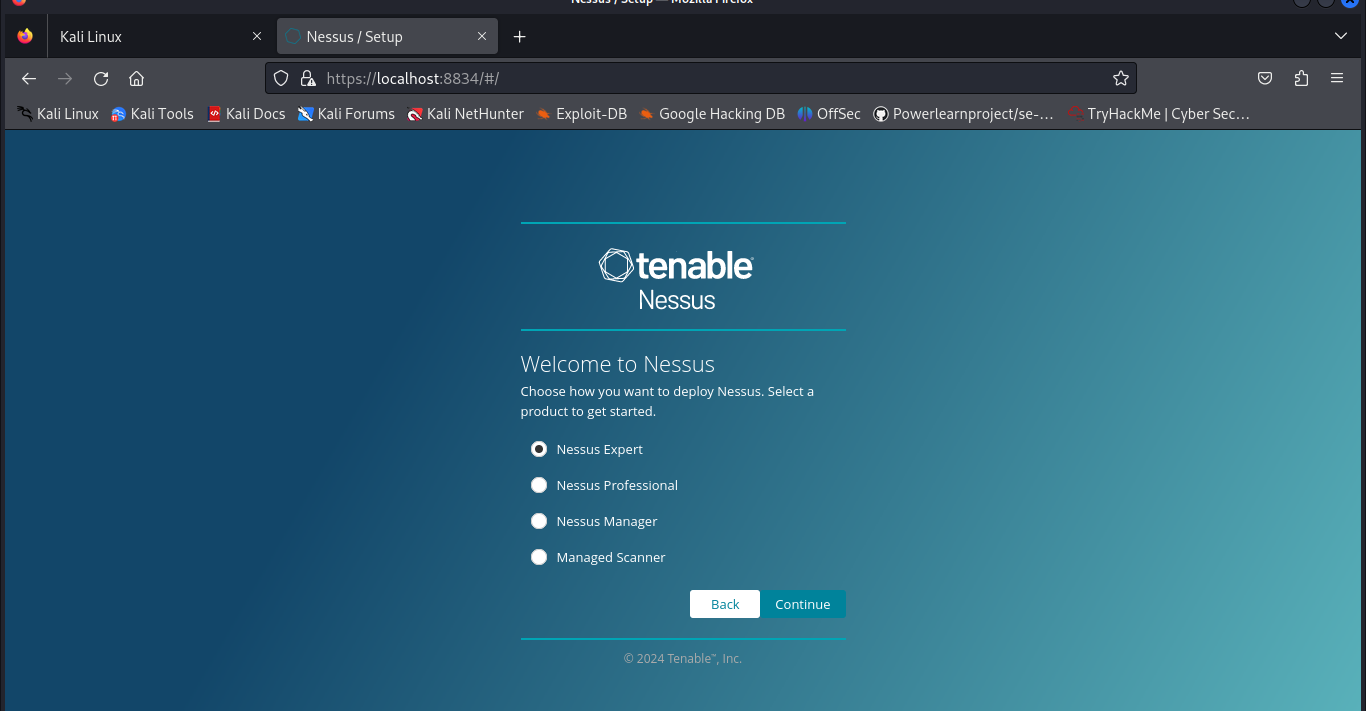 Nessus / Setup — Mozilla Firefox
Kali Linux
Nessus / Setup
https://localhost:8834/#/
Kali Linux Kali Tools Kali Docs Kali Forums Kali NetHunter Exploit-DB Google Hacking DB OffSec Powerlearnproject/se-… TryHackMe | Cyber Sec…
tenable
Nessus
Welcome to Nessus
Choose how you want to deploy Nessus. Select a
product to get started.
Nessus Expert
Nessus Professional
Nessus Manager
Managed Scanner
Back Continue
© 2024 Tenable™, Inc.